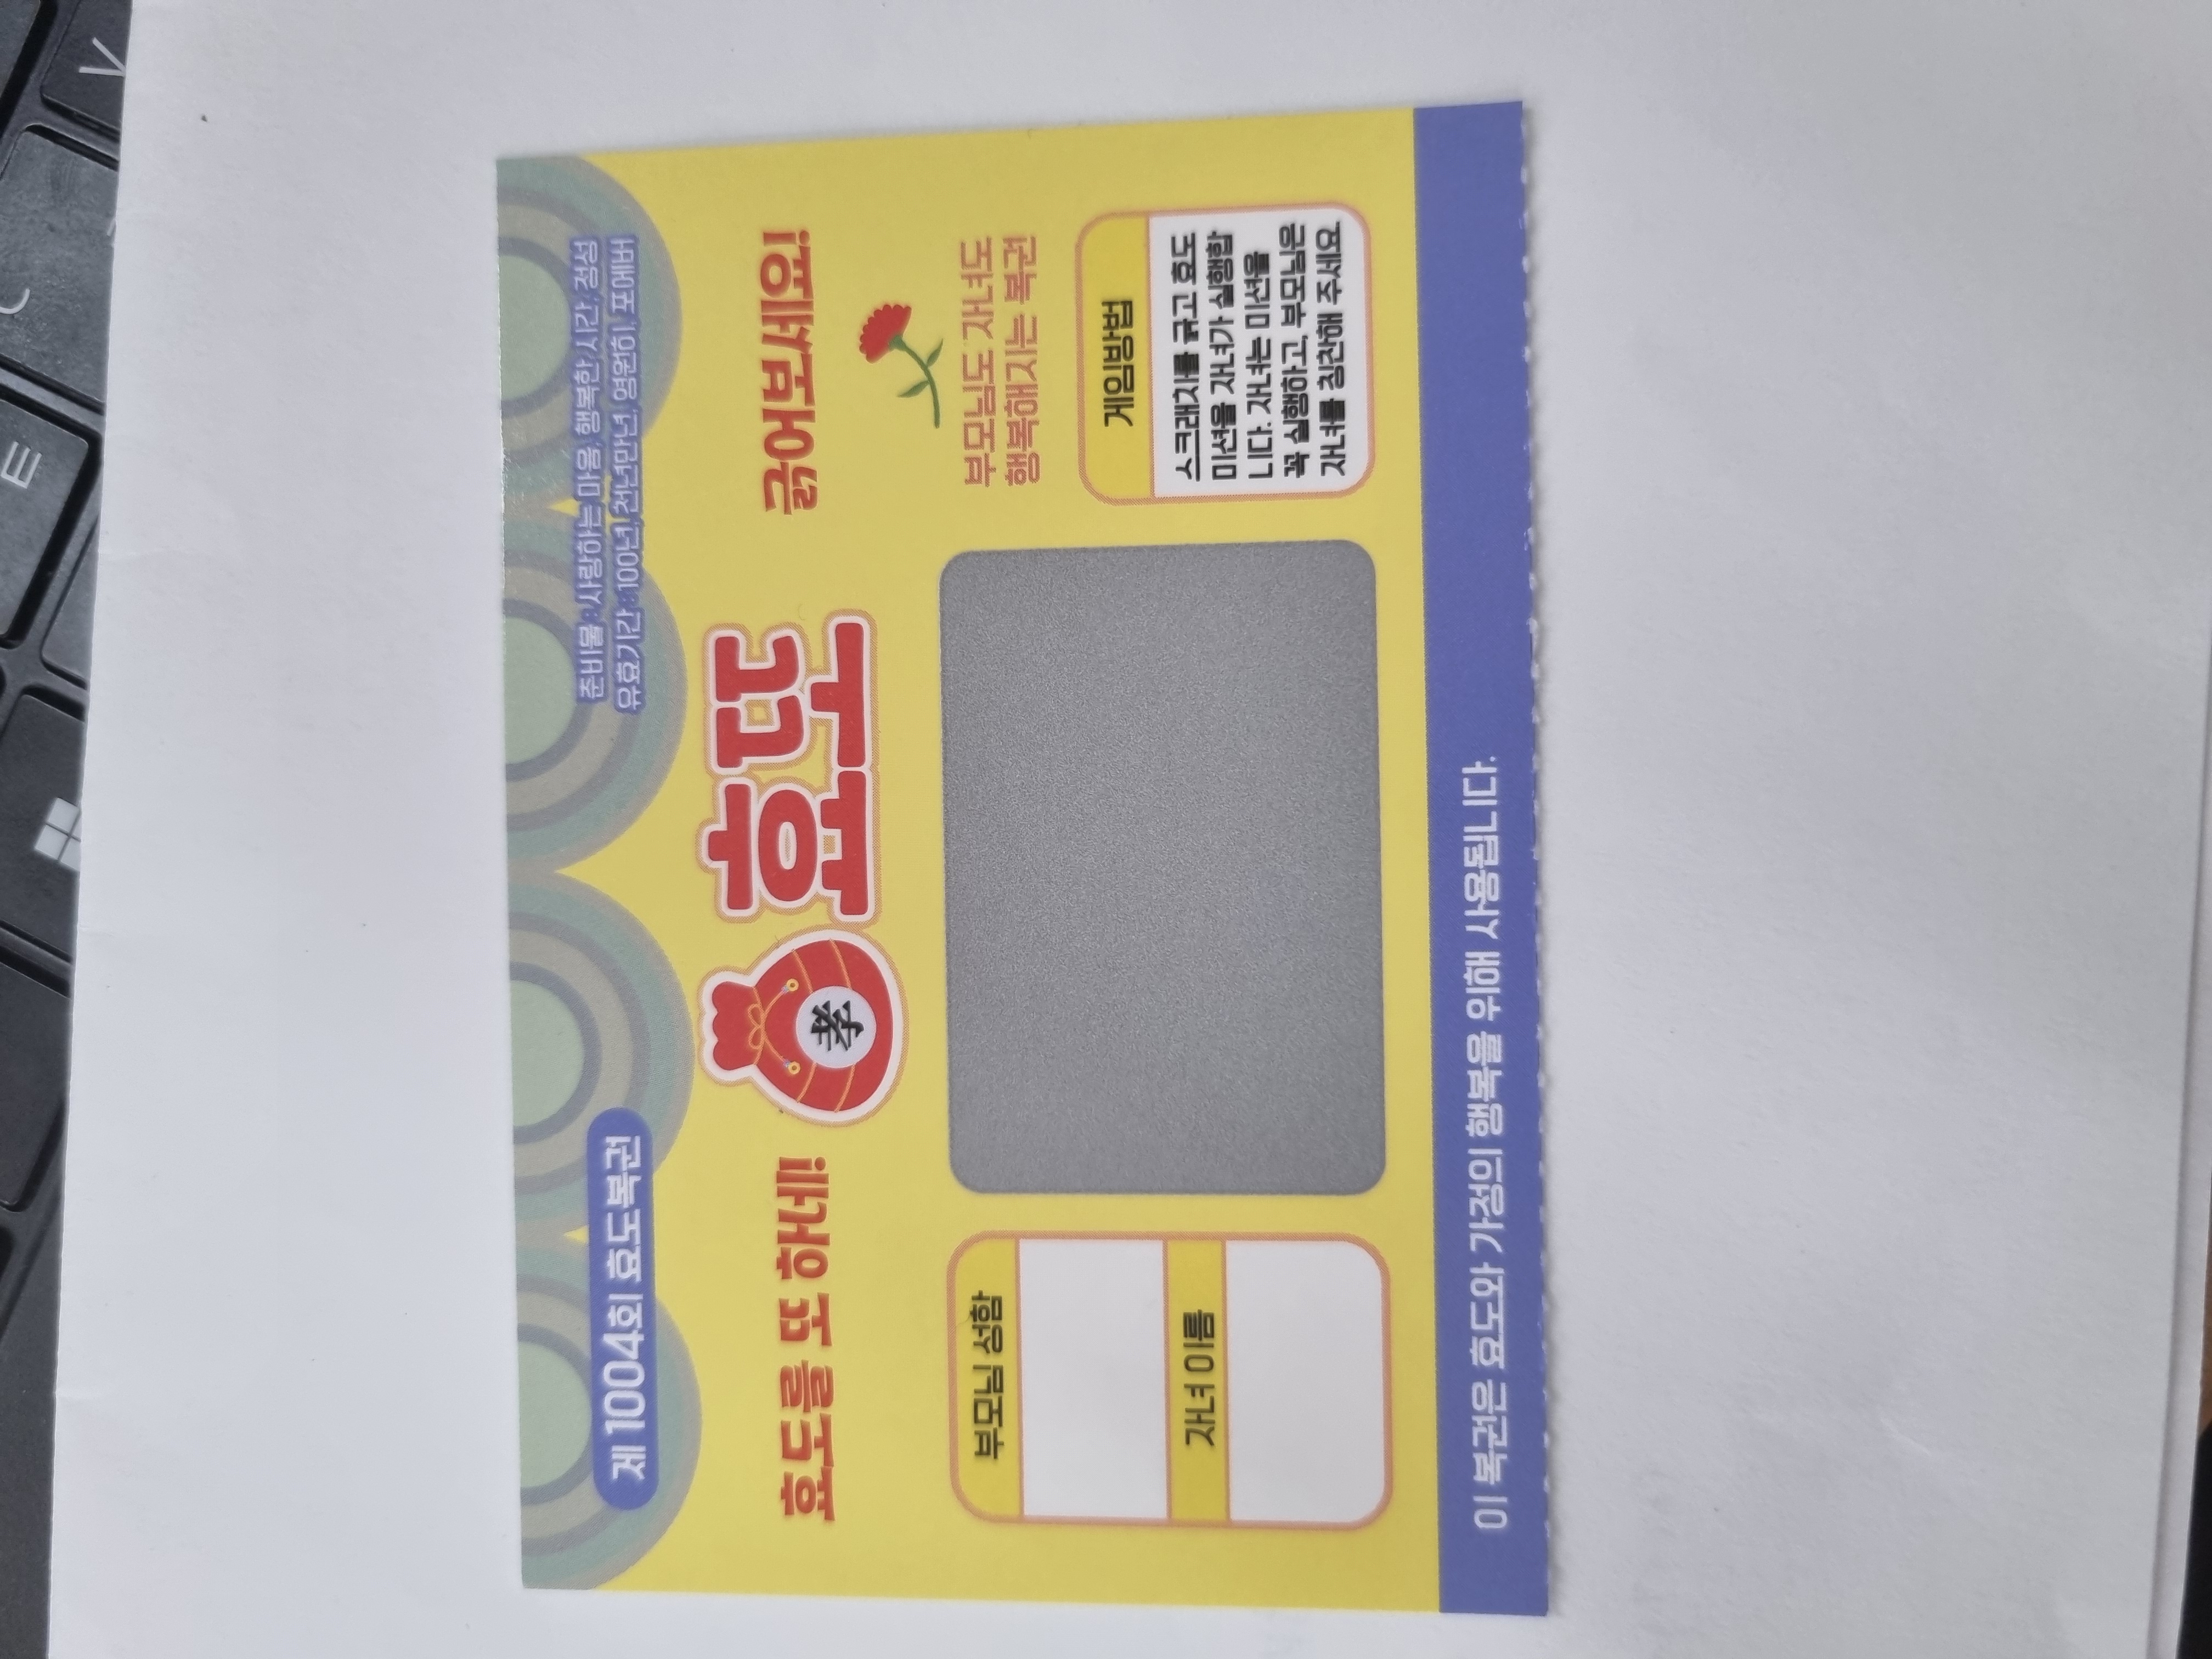 제 1004회 효도복권
준비물 : 사랑하는 마음, 행복한 시간, 정성
유효기간 : 100년, 천년만년, 영원히, 포에버
효도를 또 하네!
孝
효또
긁어보세요!
부모님 성함
자녀 이름
부모님도 자녀도
행복해지는 복권
게임방법
스크래치를 긁고 효도
미션을 자녀가 실행합
니다. 자녀는 미션을
꼭 실행하고, 부모님은
자녀를 칭찬해 주세요
이 복권은 효도와 가정의 행복을 위해 사용됩니다.
E
C
V